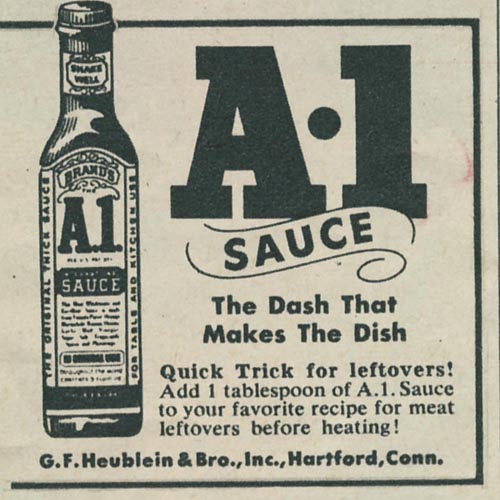 SHAKE
WELL
BRAND'S
THE
A.1.
SAUCE
THE ORIGINAL THICK SAUCE
FOR TABLE AND KITCHEN USE
A·1
SAUCE
The Dash That
Makes The Dish
Quick Trick for leftovers!
Add 1 tablespoon of A.1. Sauce
to your favorite recipe for meat
leftovers before heating!
G.F. Heublein & Bro., Inc., Hartford, Conn.